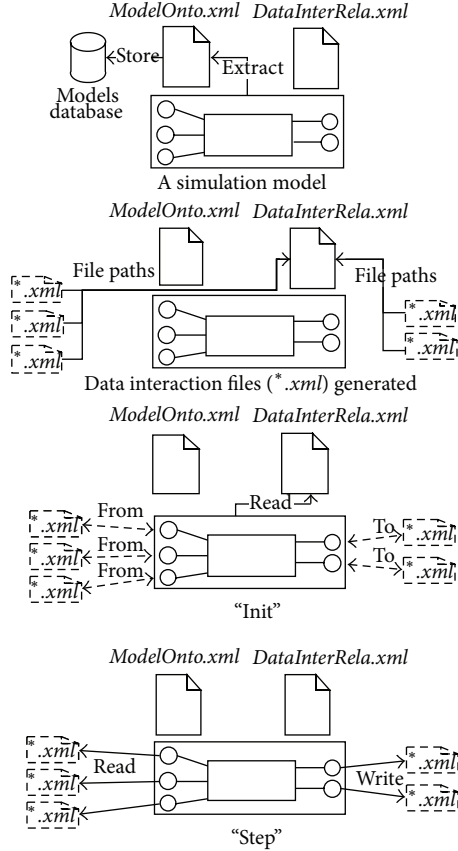 ModelOnto.xml DataInterRela.xml
Store
Extract
Models
database
A simulation model
ModelOnto.xml DataInterRela.xml
File paths
File paths
*.xml
*.xml
*.xml
*.xml
*.xml
Data interaction files (*.xml) generated
ModelOnto.xml DataInterRela.xml
Read
*.xml
From
To
*.xml
*.xml
From
To
*.xml
*.xml
From
“Init”
ModelOnto.xml DataInterRela.xml
*.xml
*.xml
*.xml
Read
Write
*.xml
*.xml
“Step”